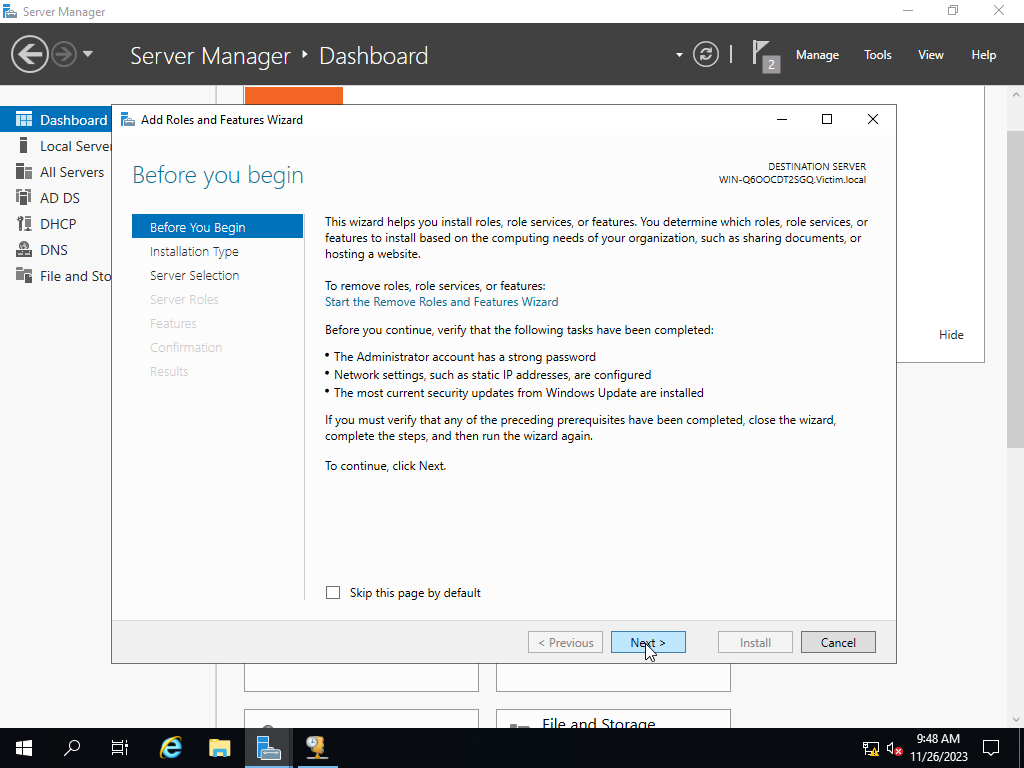 Server Manager
Server Manager • Dashboard
2
Manage
Tools
View
Help
Dashboard
Local Server
All Servers
AD DS
DHCP
DNS
File and Sto
Add Roles and Features Wizard
Before you begin
DESTINATION SERVER
WIN-Q6OOCDT2SGQ.Victim.local
Before You Begin
Installation Type
Server Selection
Server Roles
Features
Confirmation
Results
This wizard helps you install roles, role services, or features. You determine which roles, role services, or
features to install based on the computing needs of your organization, such as sharing documents, or
hosting a website.
To remove roles, role services, or features:
Start the Remove Roles and Features Wizard
Before you continue, verify that the following tasks have been completed:
• The Administrator account has a strong password
• Network settings, such as static IP addresses, are configured
• The most current security updates from Windows Update are installed
If you must verify that any of the preceding prerequisites have been completed, close the wizard,
complete the steps, and then run the wizard again.
To continue, click Next.
Skip this page by default
< Previous
Next >
Install
Cancel
Hide
File and Storage
9:48 AM
11/26/2023